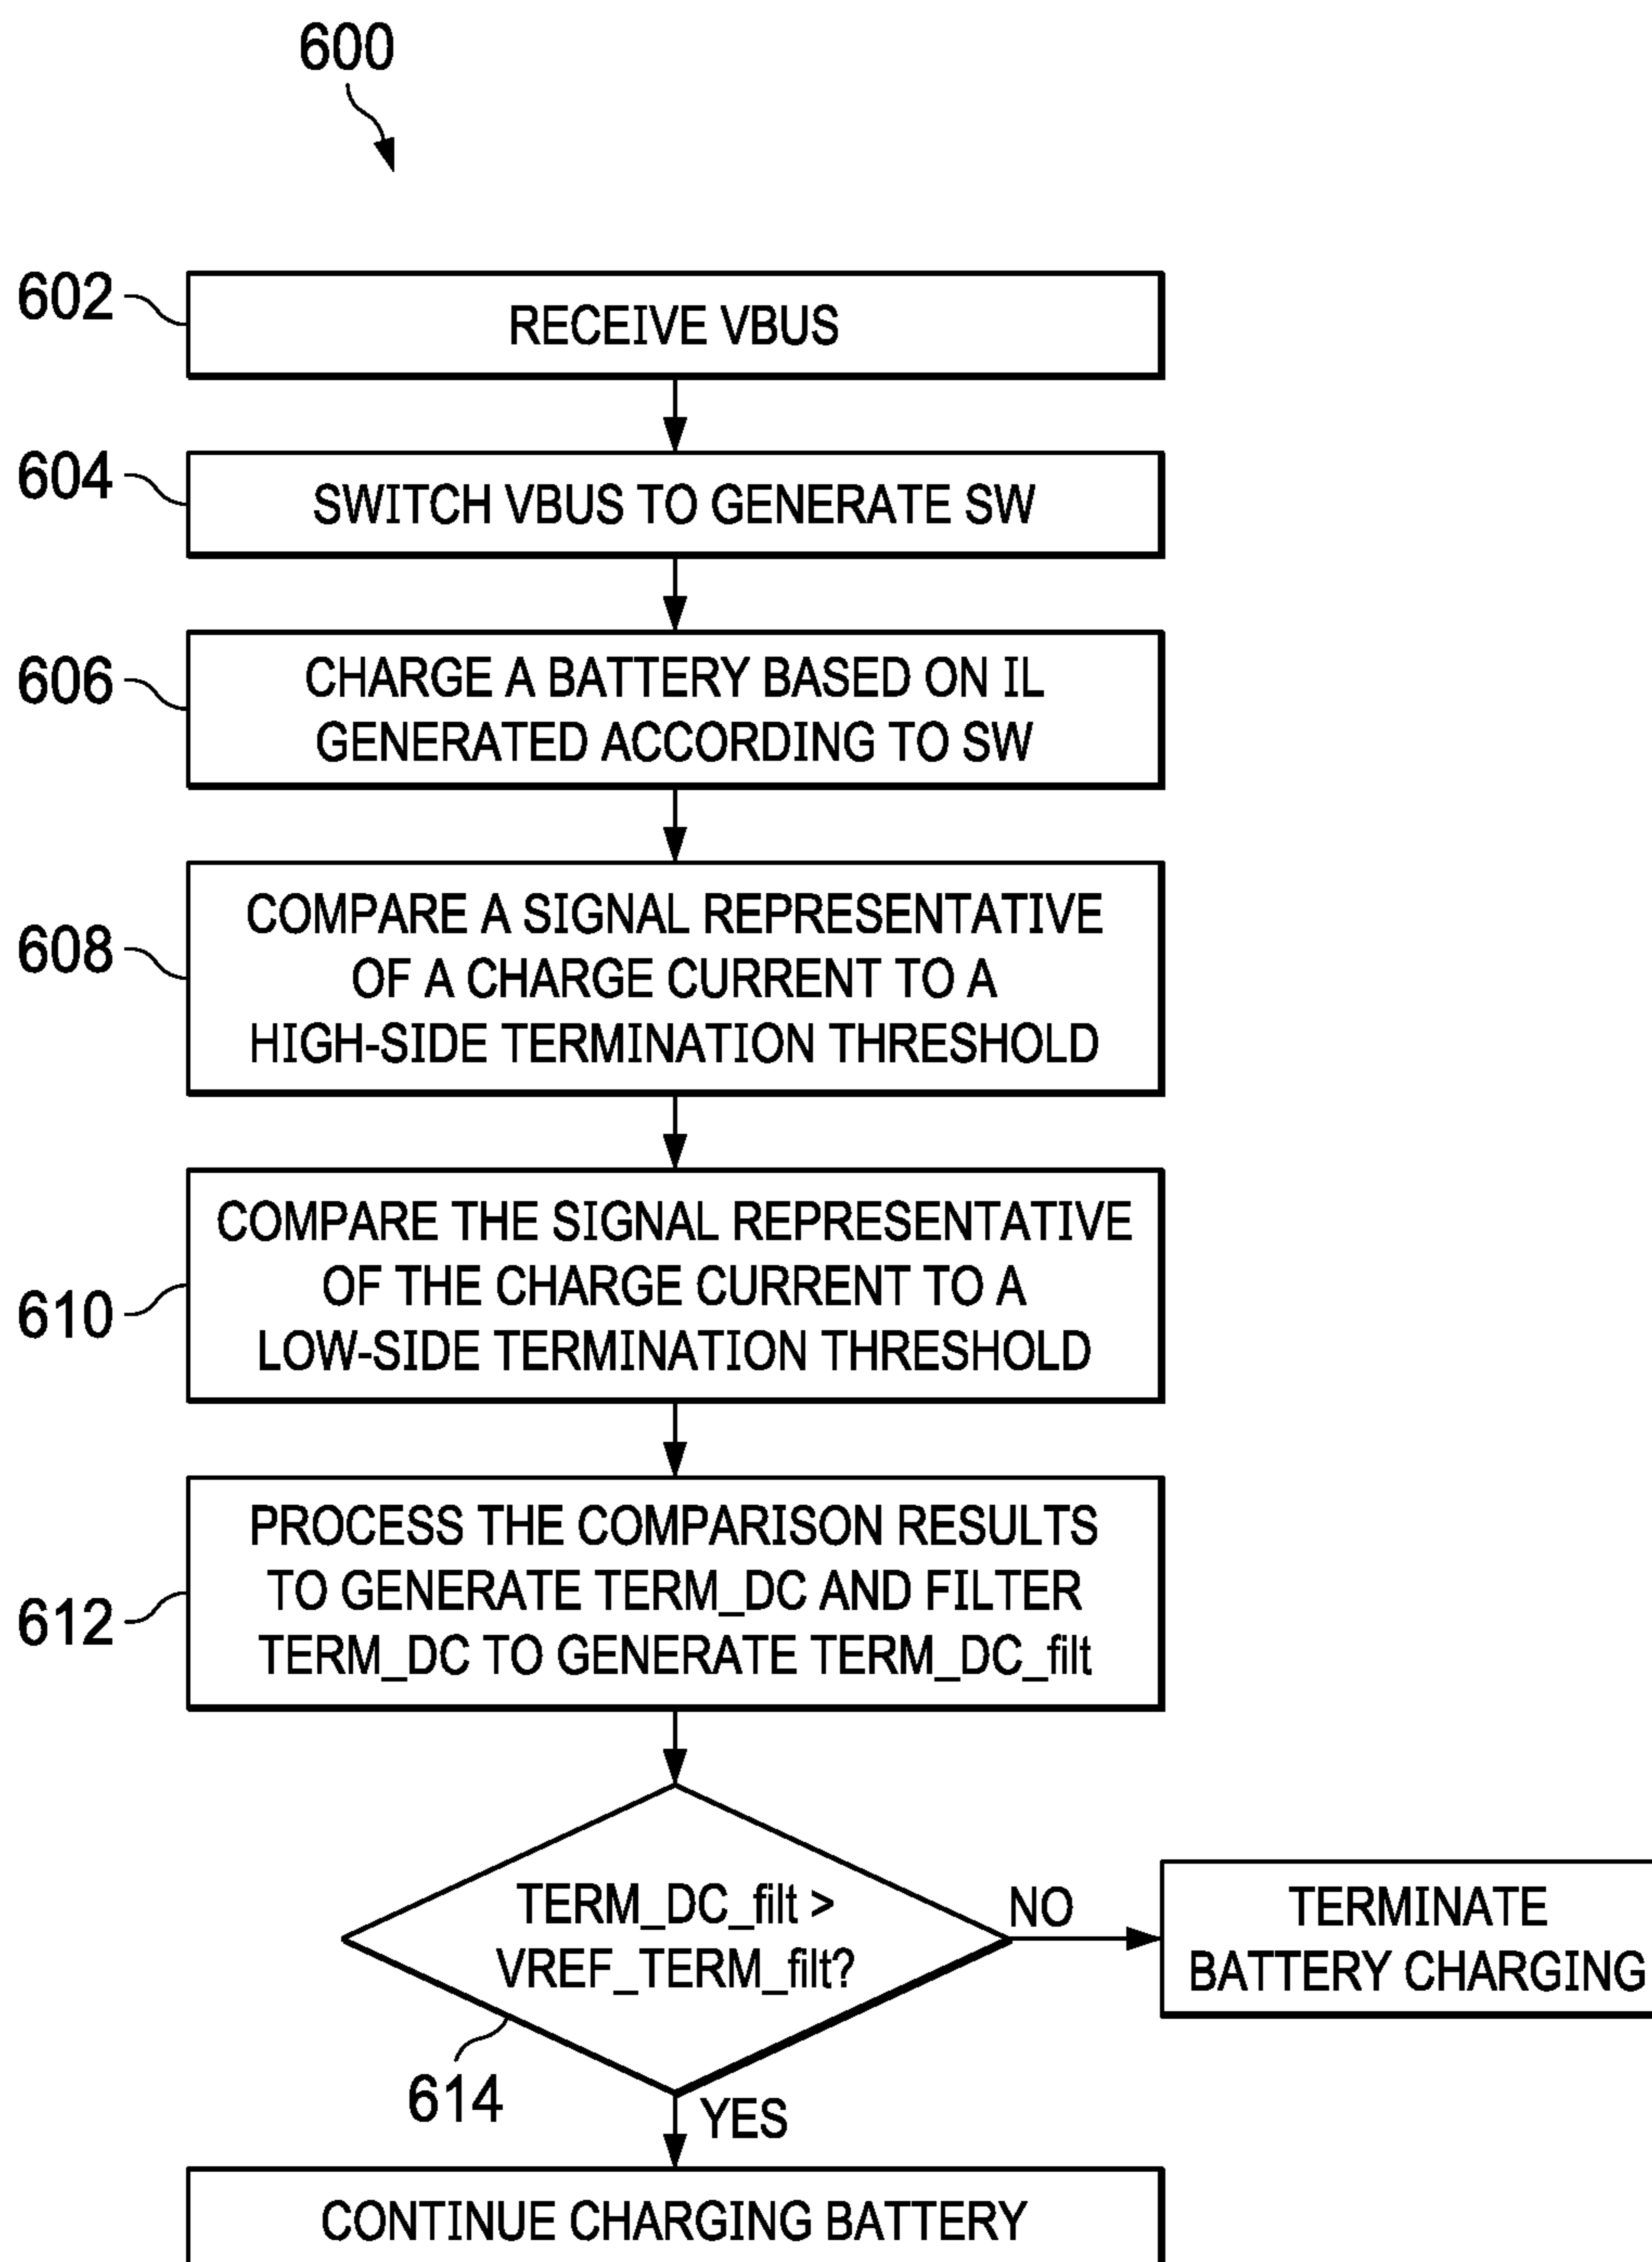 600
602
RECEIVE VBUS
604
SWITCH VBUS TO GENERATE SW
606
CHARGE A BATTERY BASED ON IL
GENERATED ACCORDING TO SW
608
COMPARE A SIGNAL REPRESENTATIVE
OF A CHARGE CURRENT TO A
HIGH-SIDE TERMINATION THRESHOLD
610
COMPARE THE SIGNAL REPRESENTATIVE
OF THE CHARGE CURRENT TO A
LOW-SIDE TERMINATION THRESHOLD
612
PROCESS THE COMPARISON RESULTS
TO GENERATE TERM_DC AND FILTER
TERM_DC TO GENERATE TERM_DC_filt
TERM_DC_filt >
VREF_TERM_filt?
NO
TERMINATE
BATTERY CHARGING
614
YES
CONTINUE CHARGING BATTERY